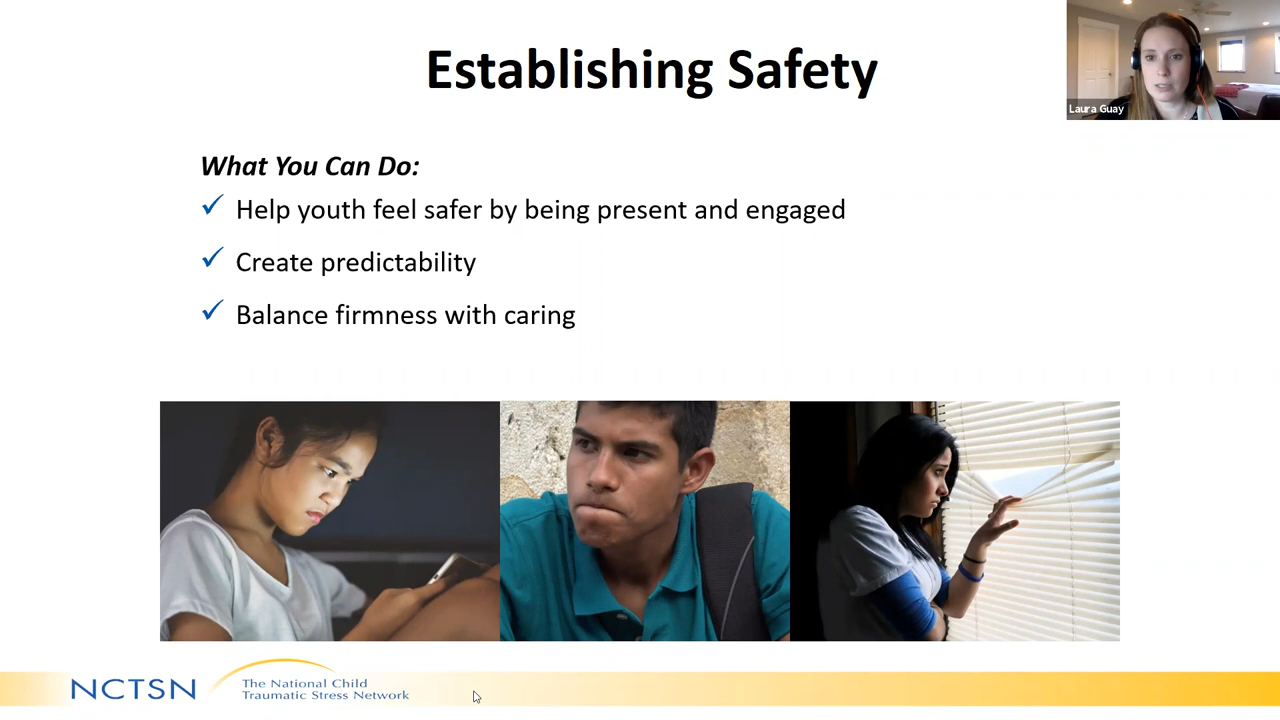 Establishing Safety
Laura Guay
What You Can Do:
Help youth feel safer by being present and engaged
Create predictability
Balance firmness with caring
NCTSN
The National Child
Traumatic Stress Network